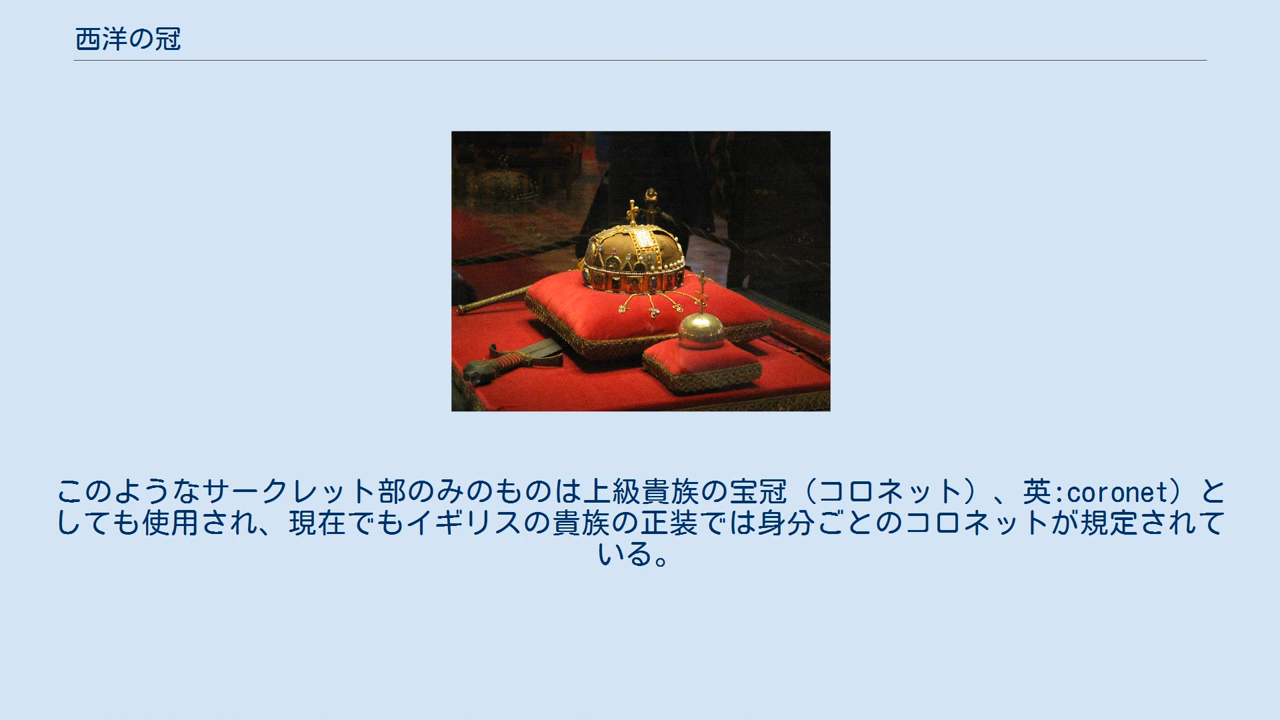 西洋の冠
このようなサークレット部のみのものは上級貴族の宝冠（コロネット）、英:coronet）と
しても使用され、現在でもイギリスの貴族の正装では身分ごとのコロネットが規定されて
いる。